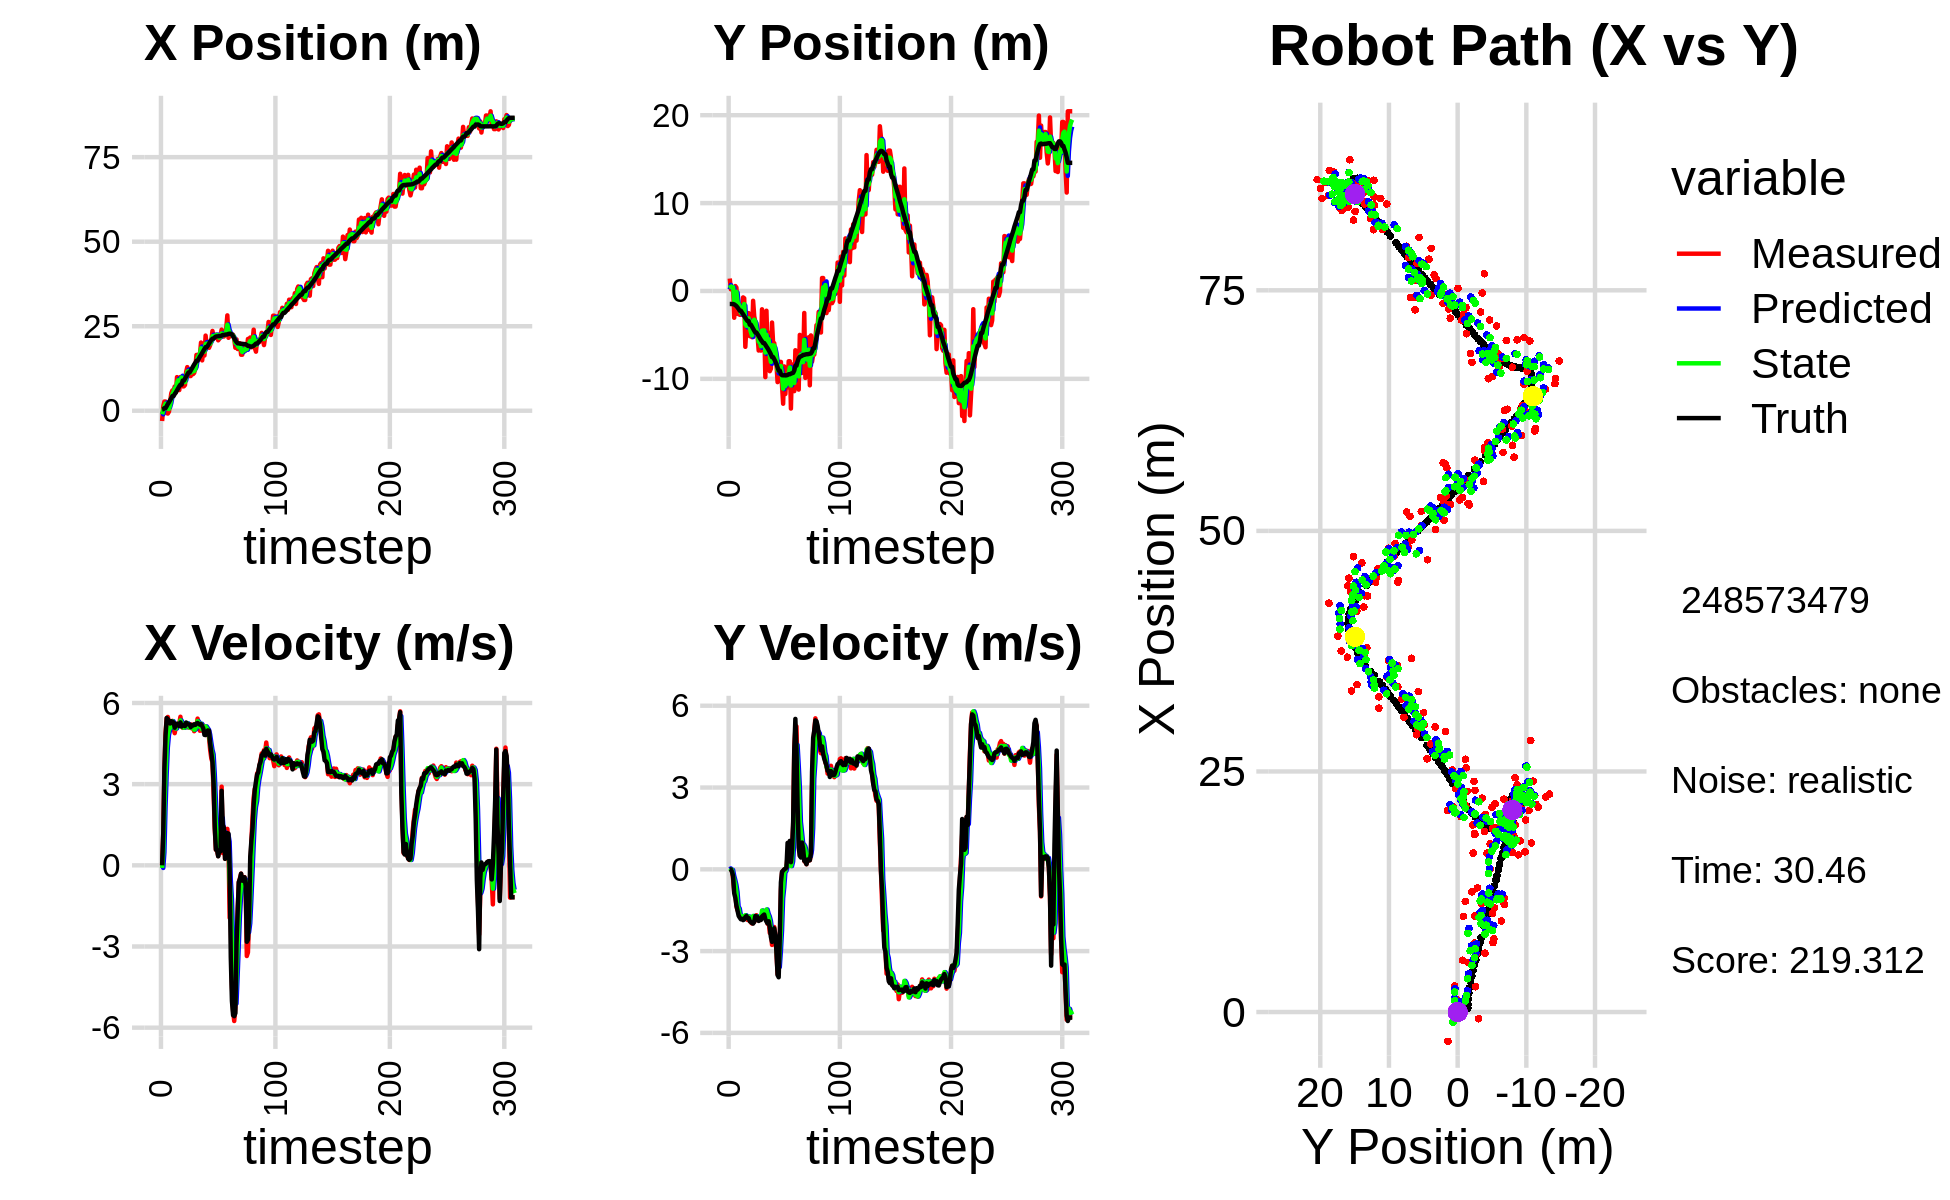 X Position (m)
75
50
25
0
0
100
200
300
timestep
Y Position (m)
20
10
0
-10
0
100
200
300
timestep
X Velocity (m/s)
6
3
0
-3
-6
0
100
200
300
timestep
Y Velocity (m/s)
6
3
0
-3
-6
0
100
200
300
timestep
Robot Path (X vs Y)
X Position (m)
75
50
25
0
20 10 0 -10 -20
Y Position (m)
variable
Measured
Predicted
State
Truth
248573479
Obstacles: none
Noise: realistic
Time: 30.46
Score: 219.312